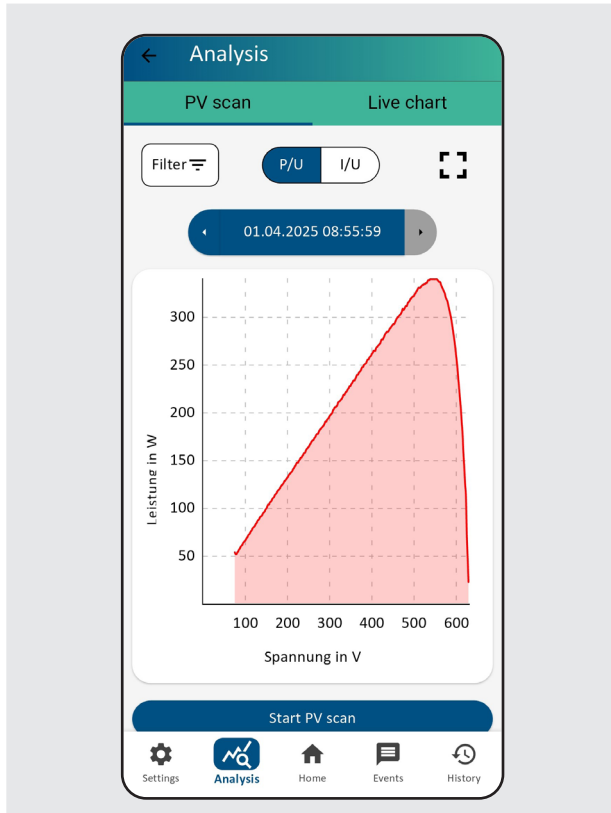 Analysis
PV scan Live chart
Filter P/U I/U
01.04.2025 08:55:59
300
250
200
150
100
50
Leistung in W
100 200 300 400 500 600
Spannung in V
Start PV scan
Settings Analysis Home Events History